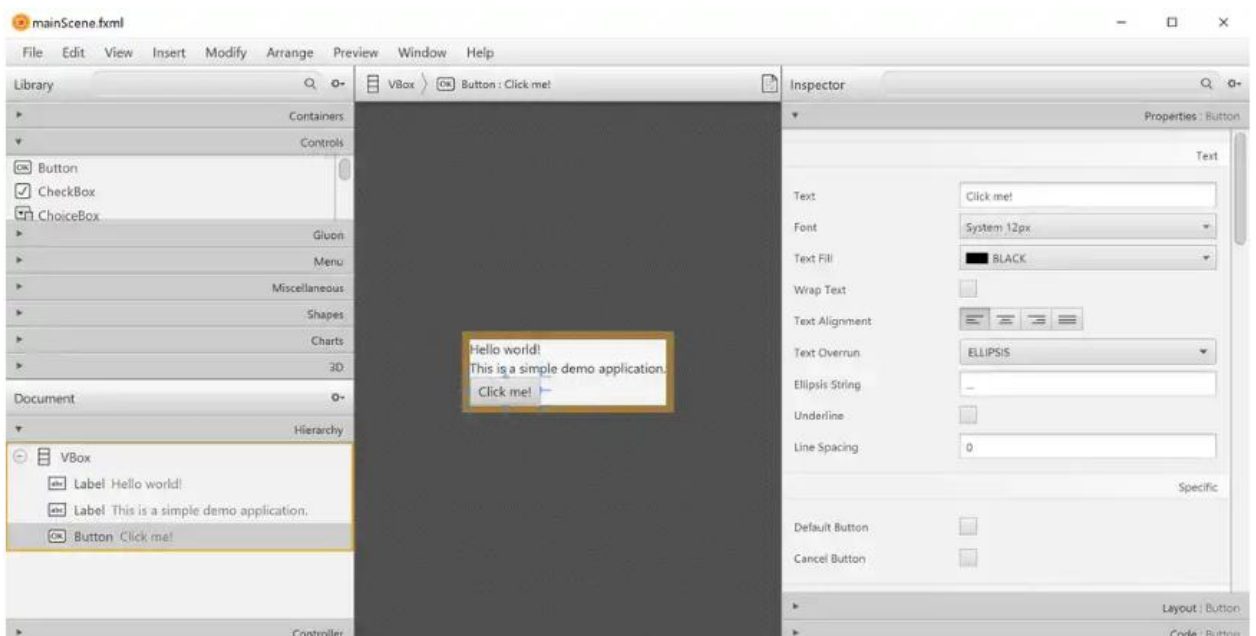 mainScene.fxml
File Edit View Insert Modify Arrange Preview Window Help
Library
Containers
Controls
Button
CheckBox
ChoiceBox
Gluon
Menu
Miscellaneous
Shapes
Charts
3D
Document
Hierarchy
VBox
abc Label Hello world!
abc Label This is a simple demo application.
OK Button Click me!
Controller
VBox OK Button : Click me!
Hello world!
This is a simple demo application.
Click me!
Inspector
Properties : Button
Text
Text Click me!
Font System 12px
Text Fill BLACK
Wrap Text
Text Alignment
Text Overrun ELLIPSIS
Ellipsis String ...
Underline
Line Spacing 0
Specific
Default Button
Cancel Button
Layout : Button
Code : Button